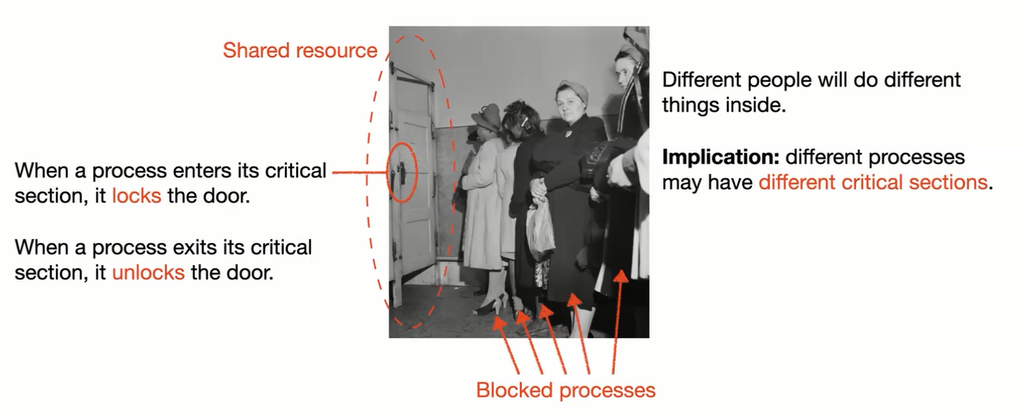 Shared resource
When a process enters its critical
section, it locks the door.
When a process exits its critical
section, it unlocks the door.
Different people will do different
things inside.
Implication: different processes
may have different critical sections.
Blocked processes